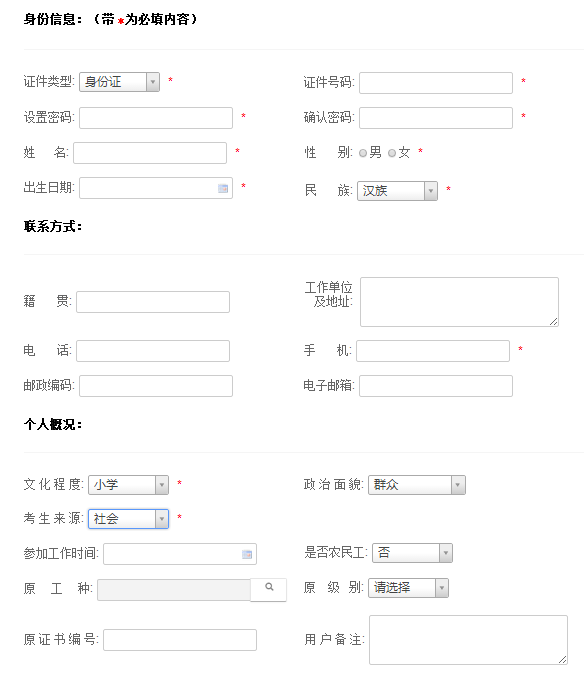 身份信息：（带 *为必填内容）
证件类型: 身份证 * 证件号码: *
设置密码: * 确认密码: *
姓 名: * 性 别: 男 女 *
出生日期: * 民 族: 汉族 *
联系方式：
籍 贯: 工作单位
及地址:
电 话: 手 机: *
邮政编码: 电子邮箱:
个人概况：
文化程度: 小学 * 政治面貌: 群众
考生来源: 社会 *
参加工作时间: 是否农民工: 否
原 工 种: 原 级 别: 请选择
原证书编号: 用户备注: